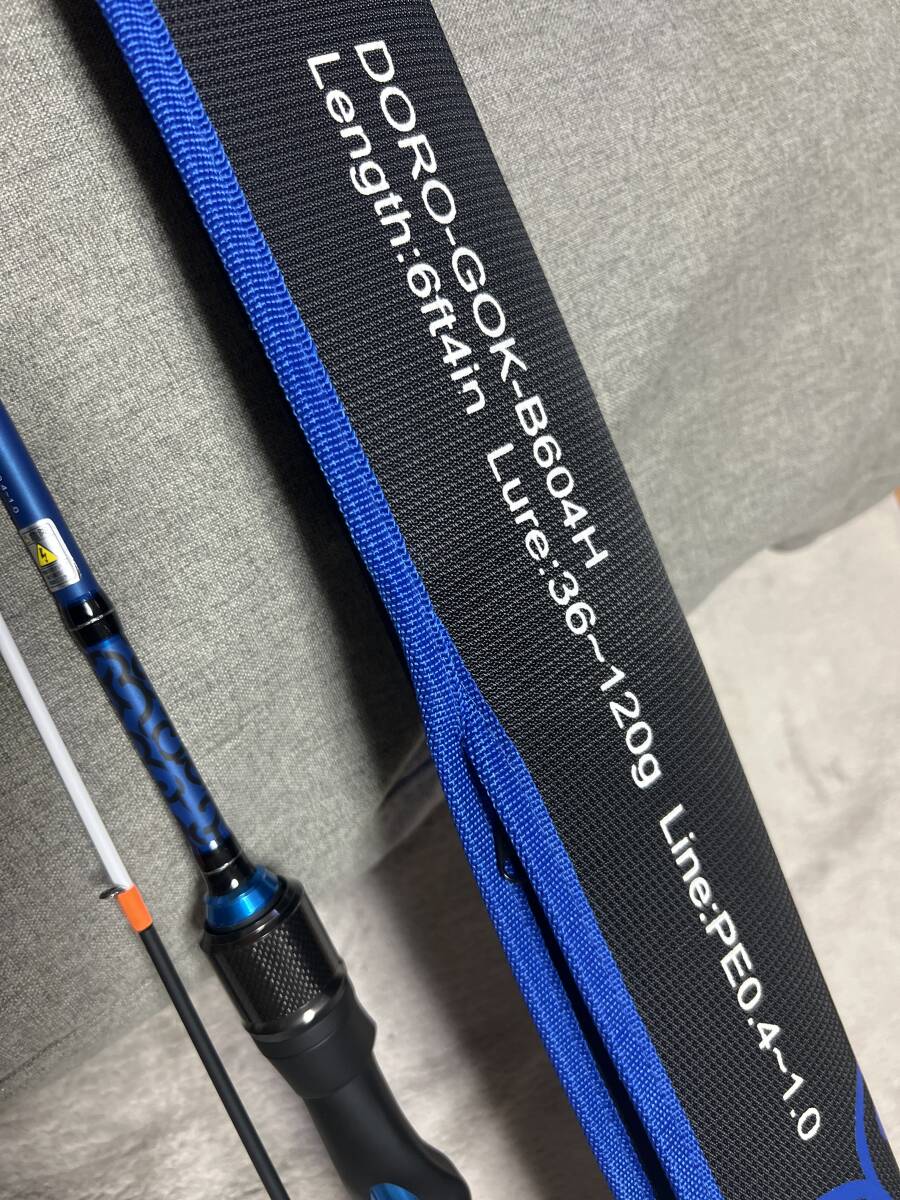 DORO-GOK-B604H
Length:6ft4in Lure:36~120g Line:PE0.4~1.0